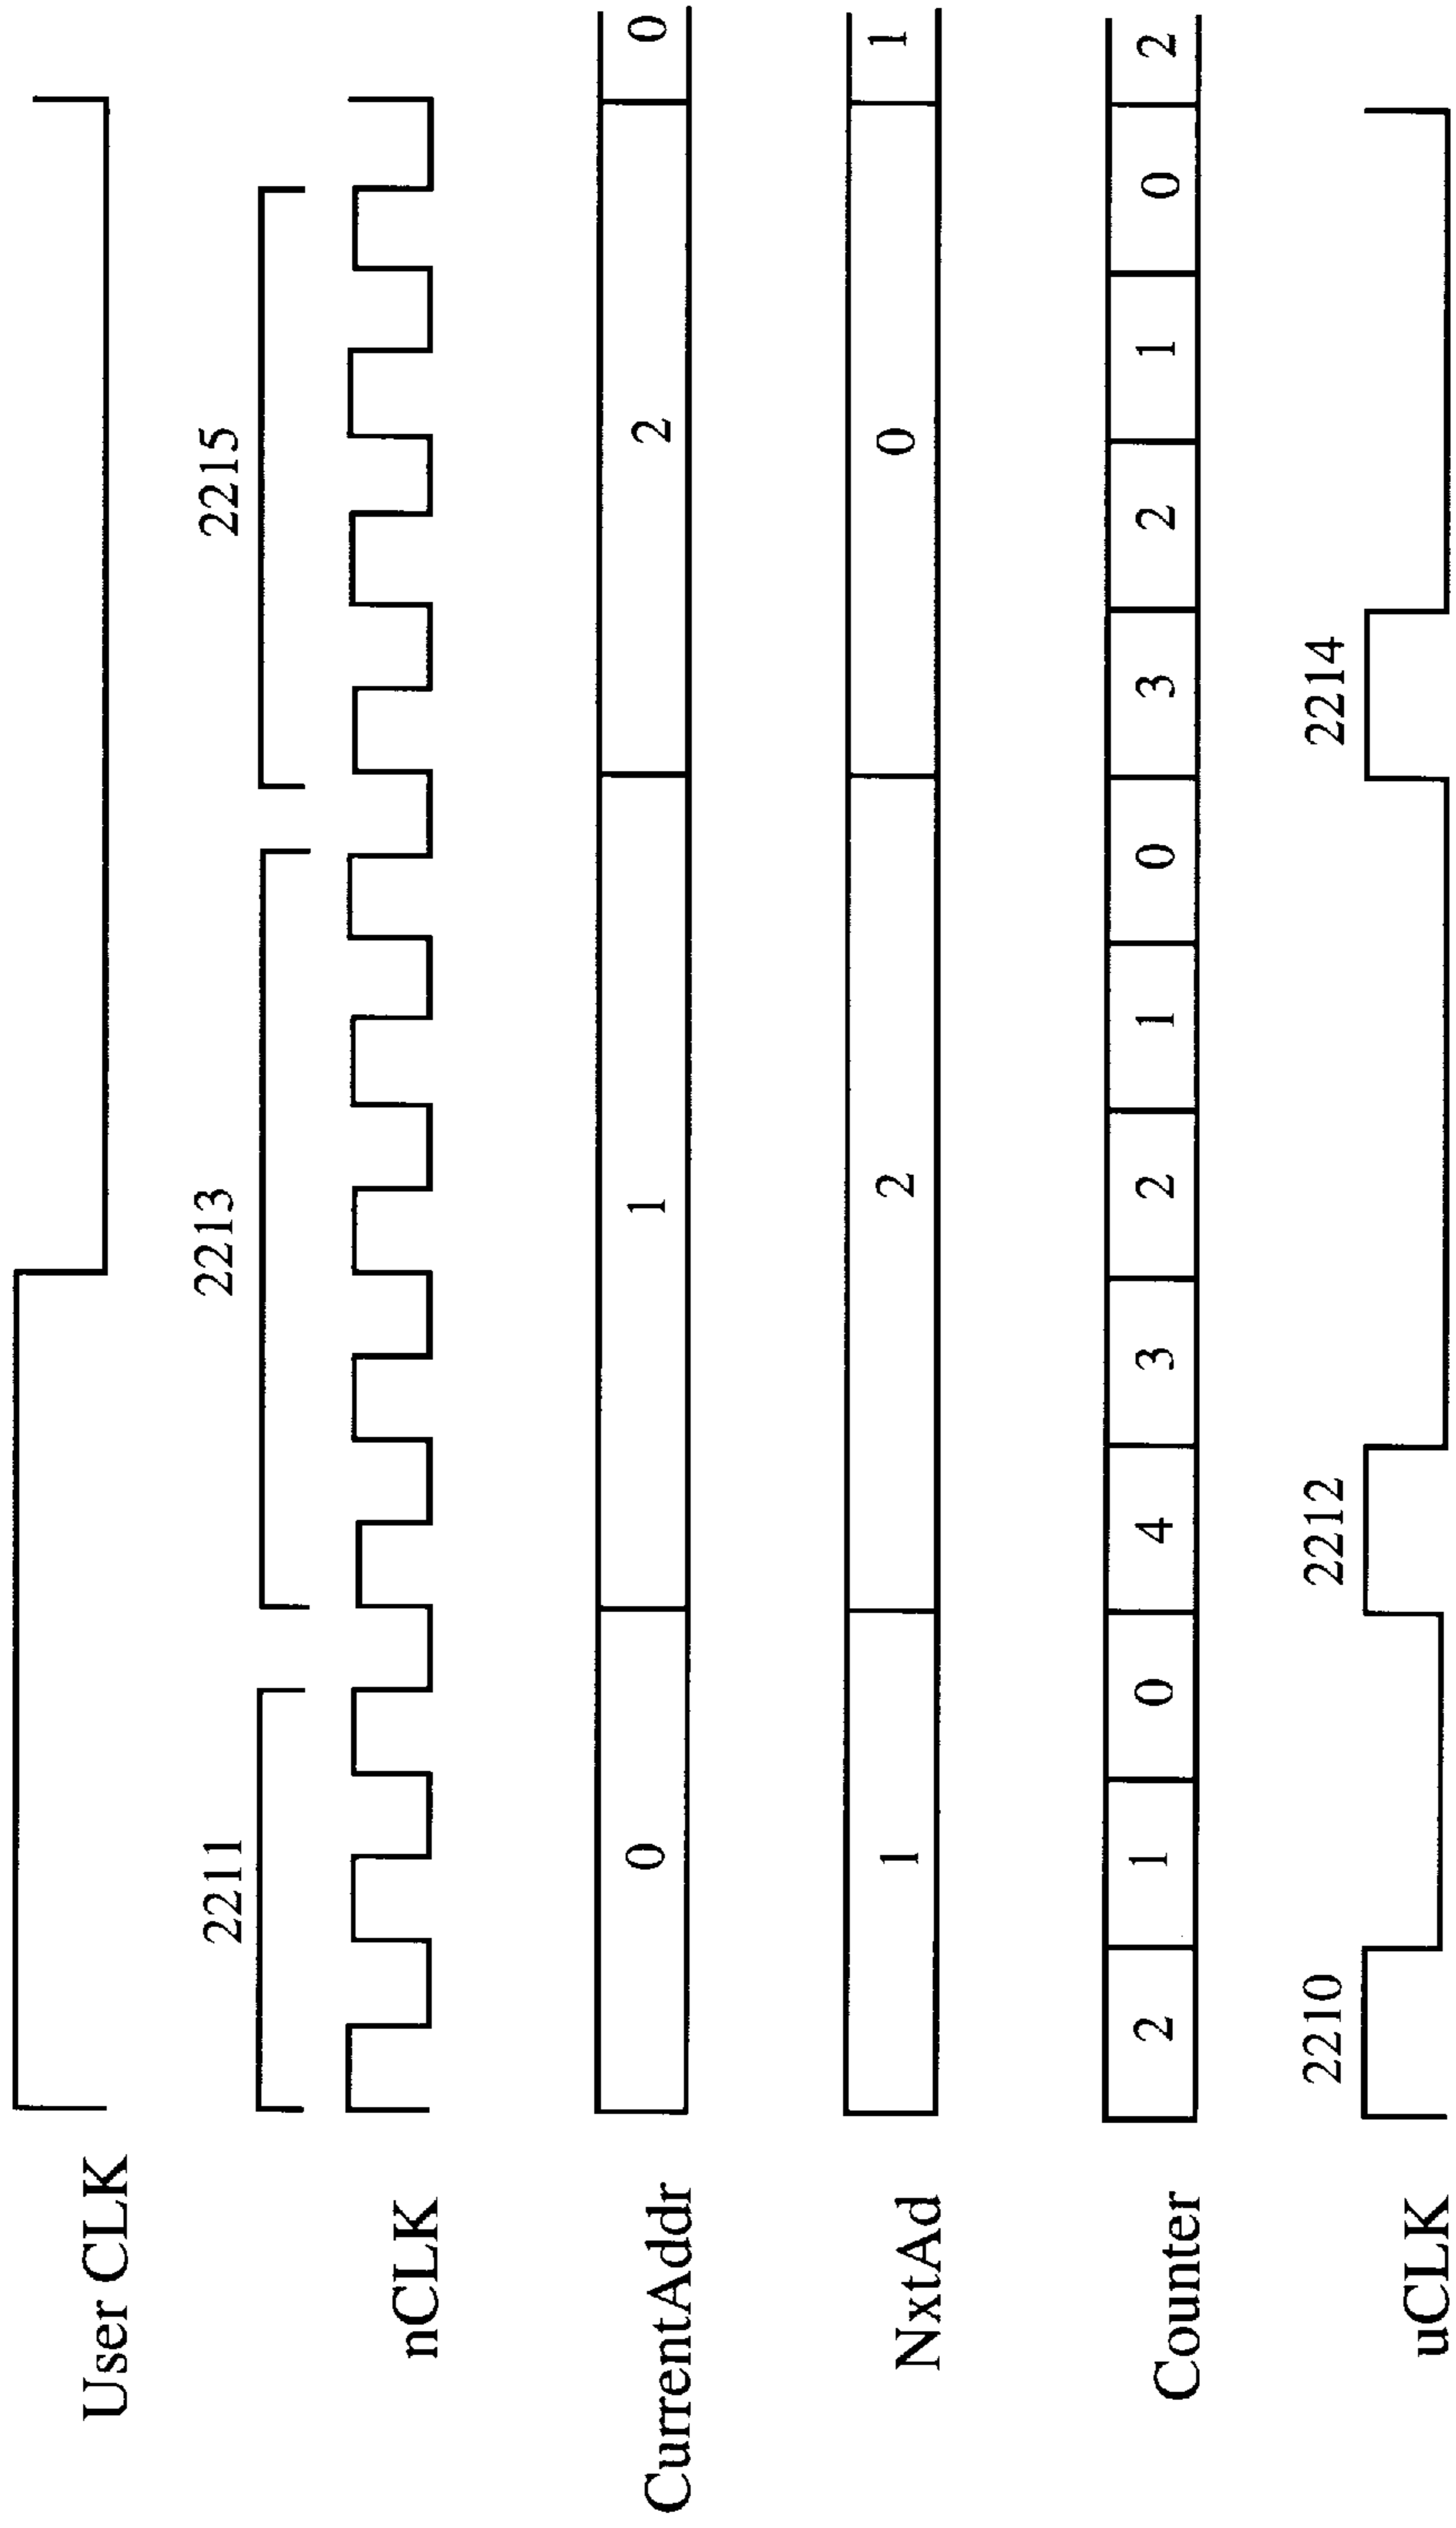 User CLK
2211 2213 2215
nCLK
CurrentAddr 0 1 2 0
NxtAd 1 2 0 1
Counter 2 1 0 4 3 2 1 0 3 2 1 0 2
2210 2212 2214
uCLK